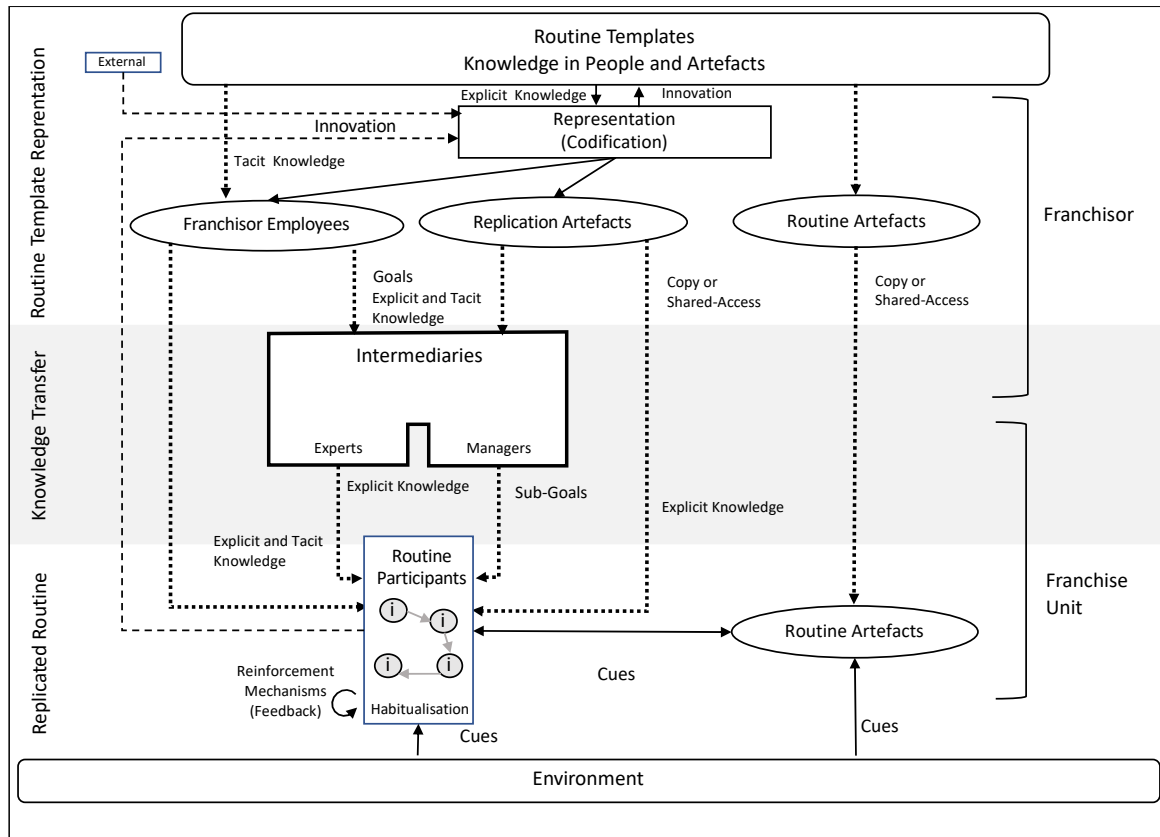 Routine Templates
Knowledge in People and Artefacts
External
Explicit Knowledge
Innovation
Representation
(Codification)
Innovation
Tacit Knowledge
Franchisor Employees
Replication Artefacts
Routine Artefacts
Franchisor
Routine Template Reprentation
Goals
Explicit and Tacit
Knowledge
Copy or
Shared-Access
Copy or
Shared-Access
Knowledge Transfer
Intermediaries
Experts
Managers
Explicit Knowledge
Sub-Goals
Explicit Knowledge
Explicit and Tacit
Knowledge
Replicated Routine
Routine
Participants
i
i
i
i
Habitualisation
Reinforcement
Mechanisms
(Feedback)
Routine Artefacts
Franchise
Unit
Cues
Cues
Cues
Environment